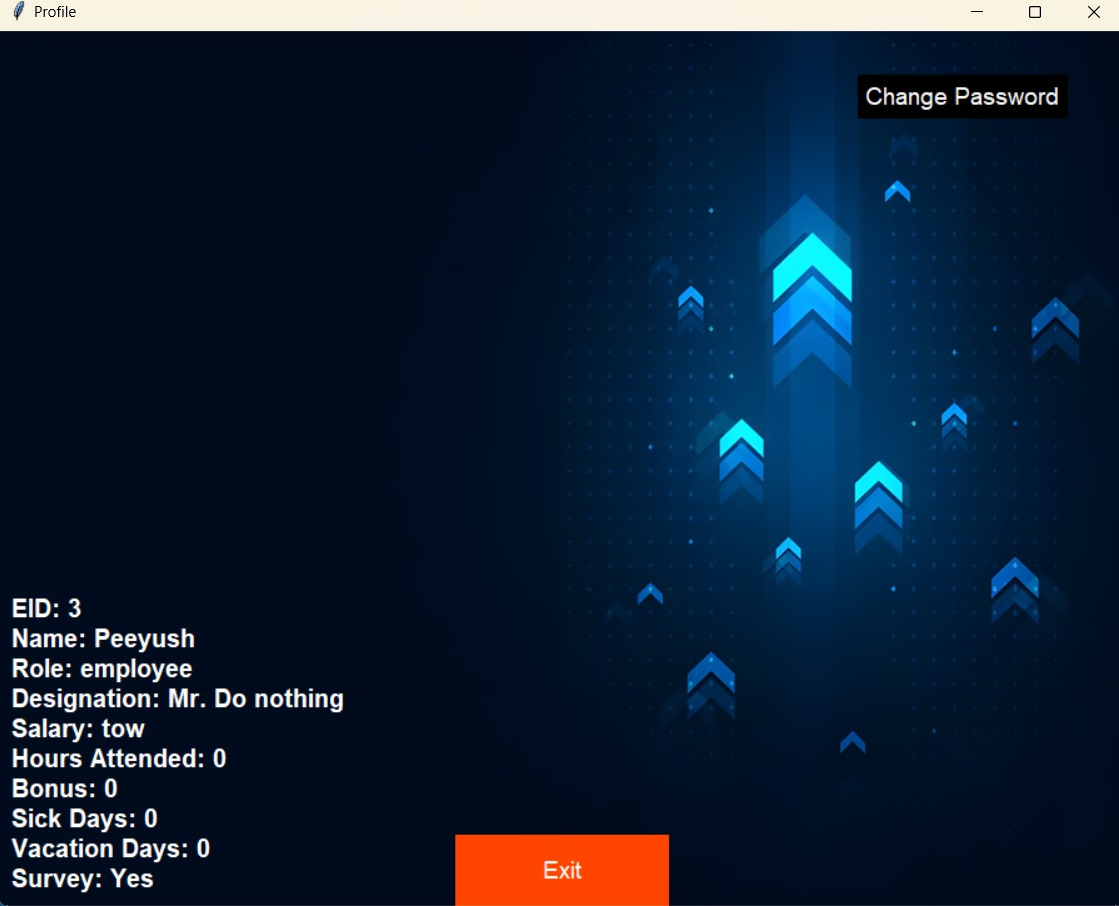 Profile
Change Password
EID: 3
Name: Peeyush
Role: employee
Designation: Mr. Do nothing
Salary: tow
Hours Attended: 0
Bonus: 0
Sick Days: 0
Vacation Days: 0
Survey: Yes
Exit